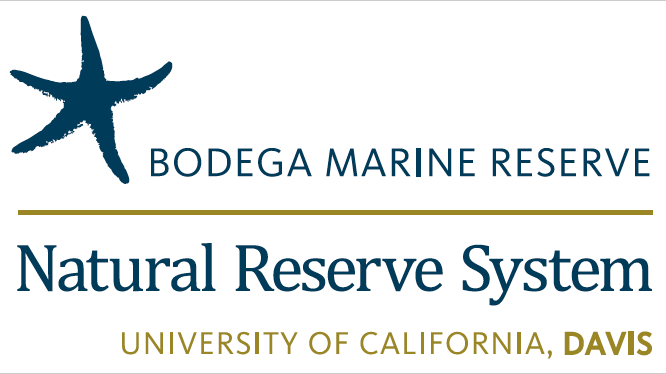 BODEGA MARINE RESERVE
Natural Reserve System
UNIVERSITY OF CALIFORNIA, DAVIS